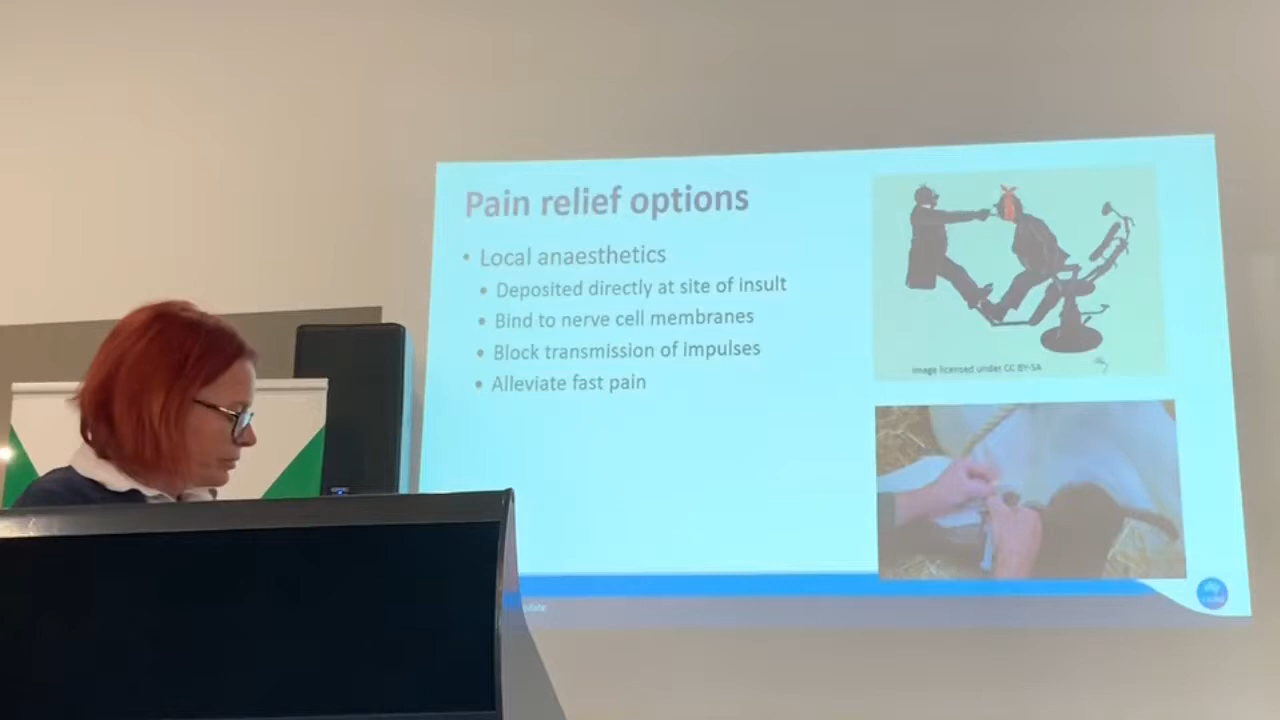 Pain relief options
• Local anaesthetics
• Deposited directly at site of insult
• Bind to nerve cell membranes
• Block transmission of impulses
• Alleviate fast pain
Image licensed under CC BY-SA